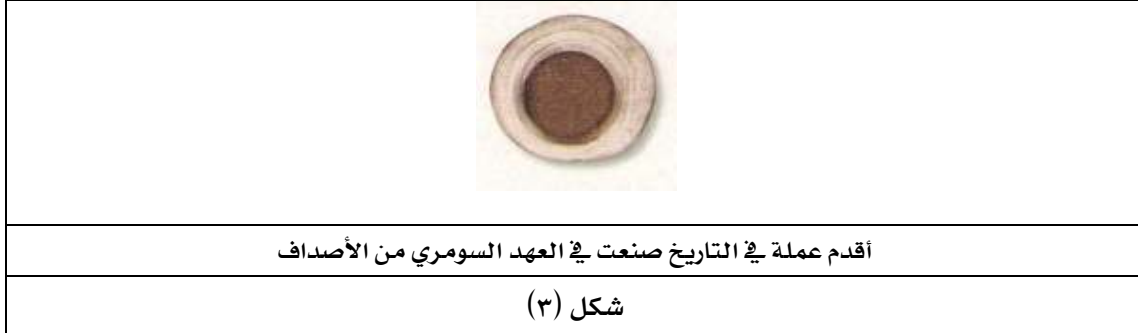 أقدم عملة في التاريخ صنعت في العهد السومري من الأصداف
شكل (٣)